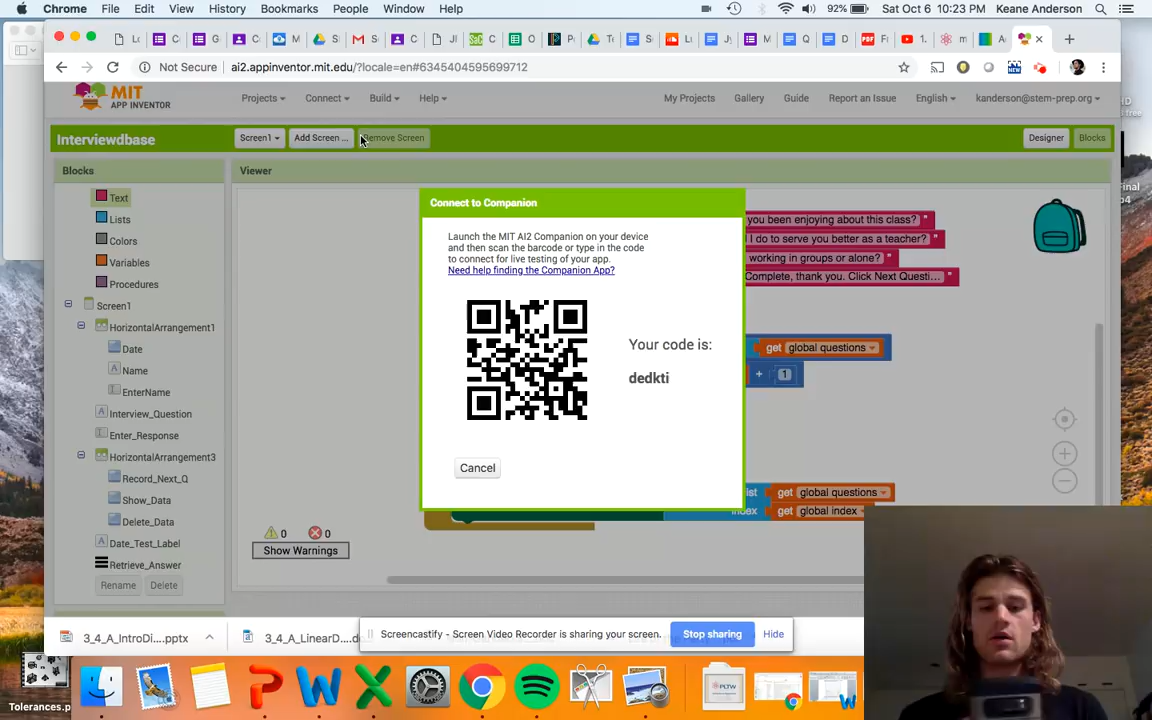 Chrome File Edit View History Bookmarks People Window Help 92% Sat Oct 6 10:23 PM Keane Anderson
Not Secure ai2.appinventor.mit.edu/?locale=en#6345404595699712
MIT
APP INVENTOR
Projects Connect Build Help My Projects Gallery Guide Report an Issue English kanderson@stem-prep.org
Interviewdbase Screen1 Add Screen ... Remove Screen Designer Blocks
Blocks Viewer
Text
Lists
Colors
Variables
Procedures
Screen1
HorizontalArrangement1
Date
Name
EnterName
Interview_Question
Enter_Response
HorizontalArrangement3
Record_Next_Q
Show_Data
Delete_Data
Date_Test_Label
Retrieve_Answer
Rename Delete
Connect to Companion
Launch the MIT AI2 Companion on your device
and then scan the barcode or type in the code
to connect for live testing of your app.
Need help finding the Companion App?
Your code is:
dedkti
Cancel
you been enjoying about this class? "
I do to serve you better as a teacher? "
working in groups or alone? "
Complete, thank you. Click Next Questi... "
get global questions
+ 1
ist get global questions
index get global index
0 0
Show Warnings
3_4_A_IntroDi....pptx 3_4_A_LinearD....do
Screencastify - Screen Video Recorder is sharing your screen. Stop sharing Hide
PLTW
Tolerances.p